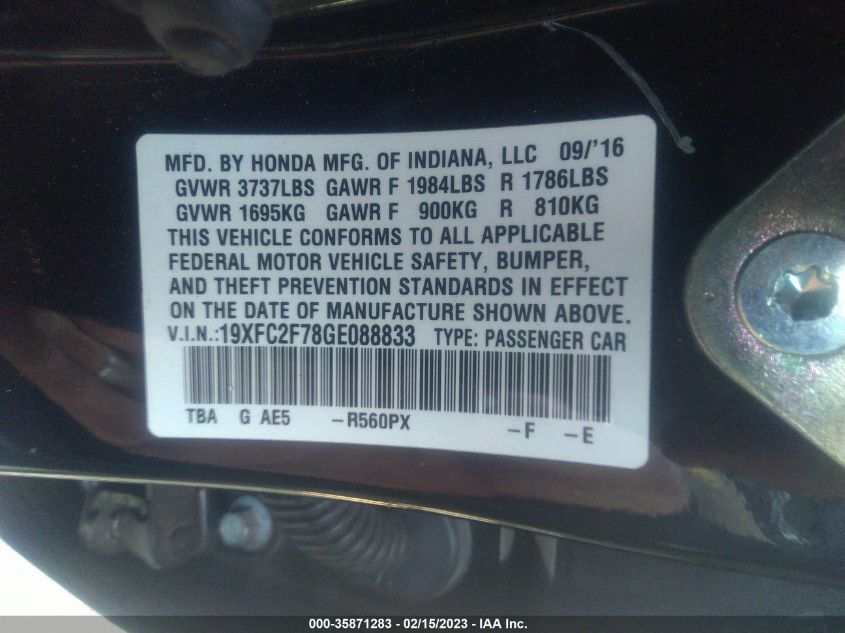 MFD. BY HONDA MFG. OF INDIANA, LLC 09/'16
GVWR 3737LBS GAWR F 1984LBS R 1786LBS
GVWR 1695KG GAWR F 900KG R 810KG
THIS VEHICLE CONFORMS TO ALL APPLICABLE
FEDERAL MOTOR VEHICLE SAFETY, BUMPER,
AND THEFT PREVENTION STANDARDS IN EFFECT
ON THE DATE OF MANUFACTURE SHOWN ABOVE.
V.I.N.:19XFC2F78GE088833 TYPE: PASSENGER CAR
TBA G AE5 –R560PX –F –E
000-35871283 - 02/15/2023 - IAA Inc.